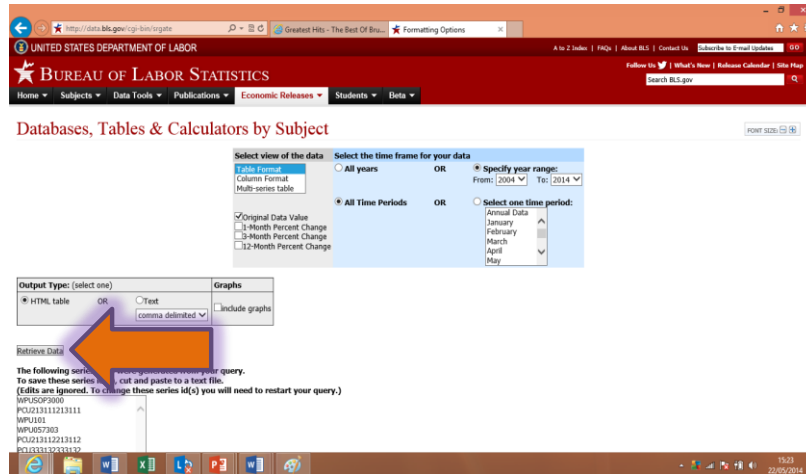 http://data.bls.gov/cgi-bin/srgate
Greatest Hits - The Best Of Bru...
Formatting Options
UNITED STATES DEPARTMENT OF LABOR
A to Z Index | FAQs | About BLS | Contact Us Subscribe to E-mail Updates GO
BUREAU OF LABOR STATISTICS
Follow Us | What's New | Release Calendar | Site Map
Search BLS.gov
Home Subjects Data Tools Publications Economic Releases Students Beta
Databases, Tables & Calculators by Subject
FONT SIZE:
Select view of the data Select the time frame for your data
Table Format
Column Format
Multi-series table
All years OR Specify year range:
From: 2004 To: 2014
All Time Periods OR Select one time period:
Annual Data
January
February
March
April
May
Original Data Value
1-Month Percent Change
3-Month Percent Change
12-Month Percent Change
Output Type: (select one) Graphs
HTML table OR Text
comma delimited
include graphs
Retrieve Data
The following series were generated from your query.
To save these series cut and paste to a text file.
(Edits are ignored. To change these series id(s) you will need to restart your query.)
WPUSOP3000
PCU213111213111
WPU101
WPU057303
PCU213112213112
PCU333132333132
15:23
22/05/2014